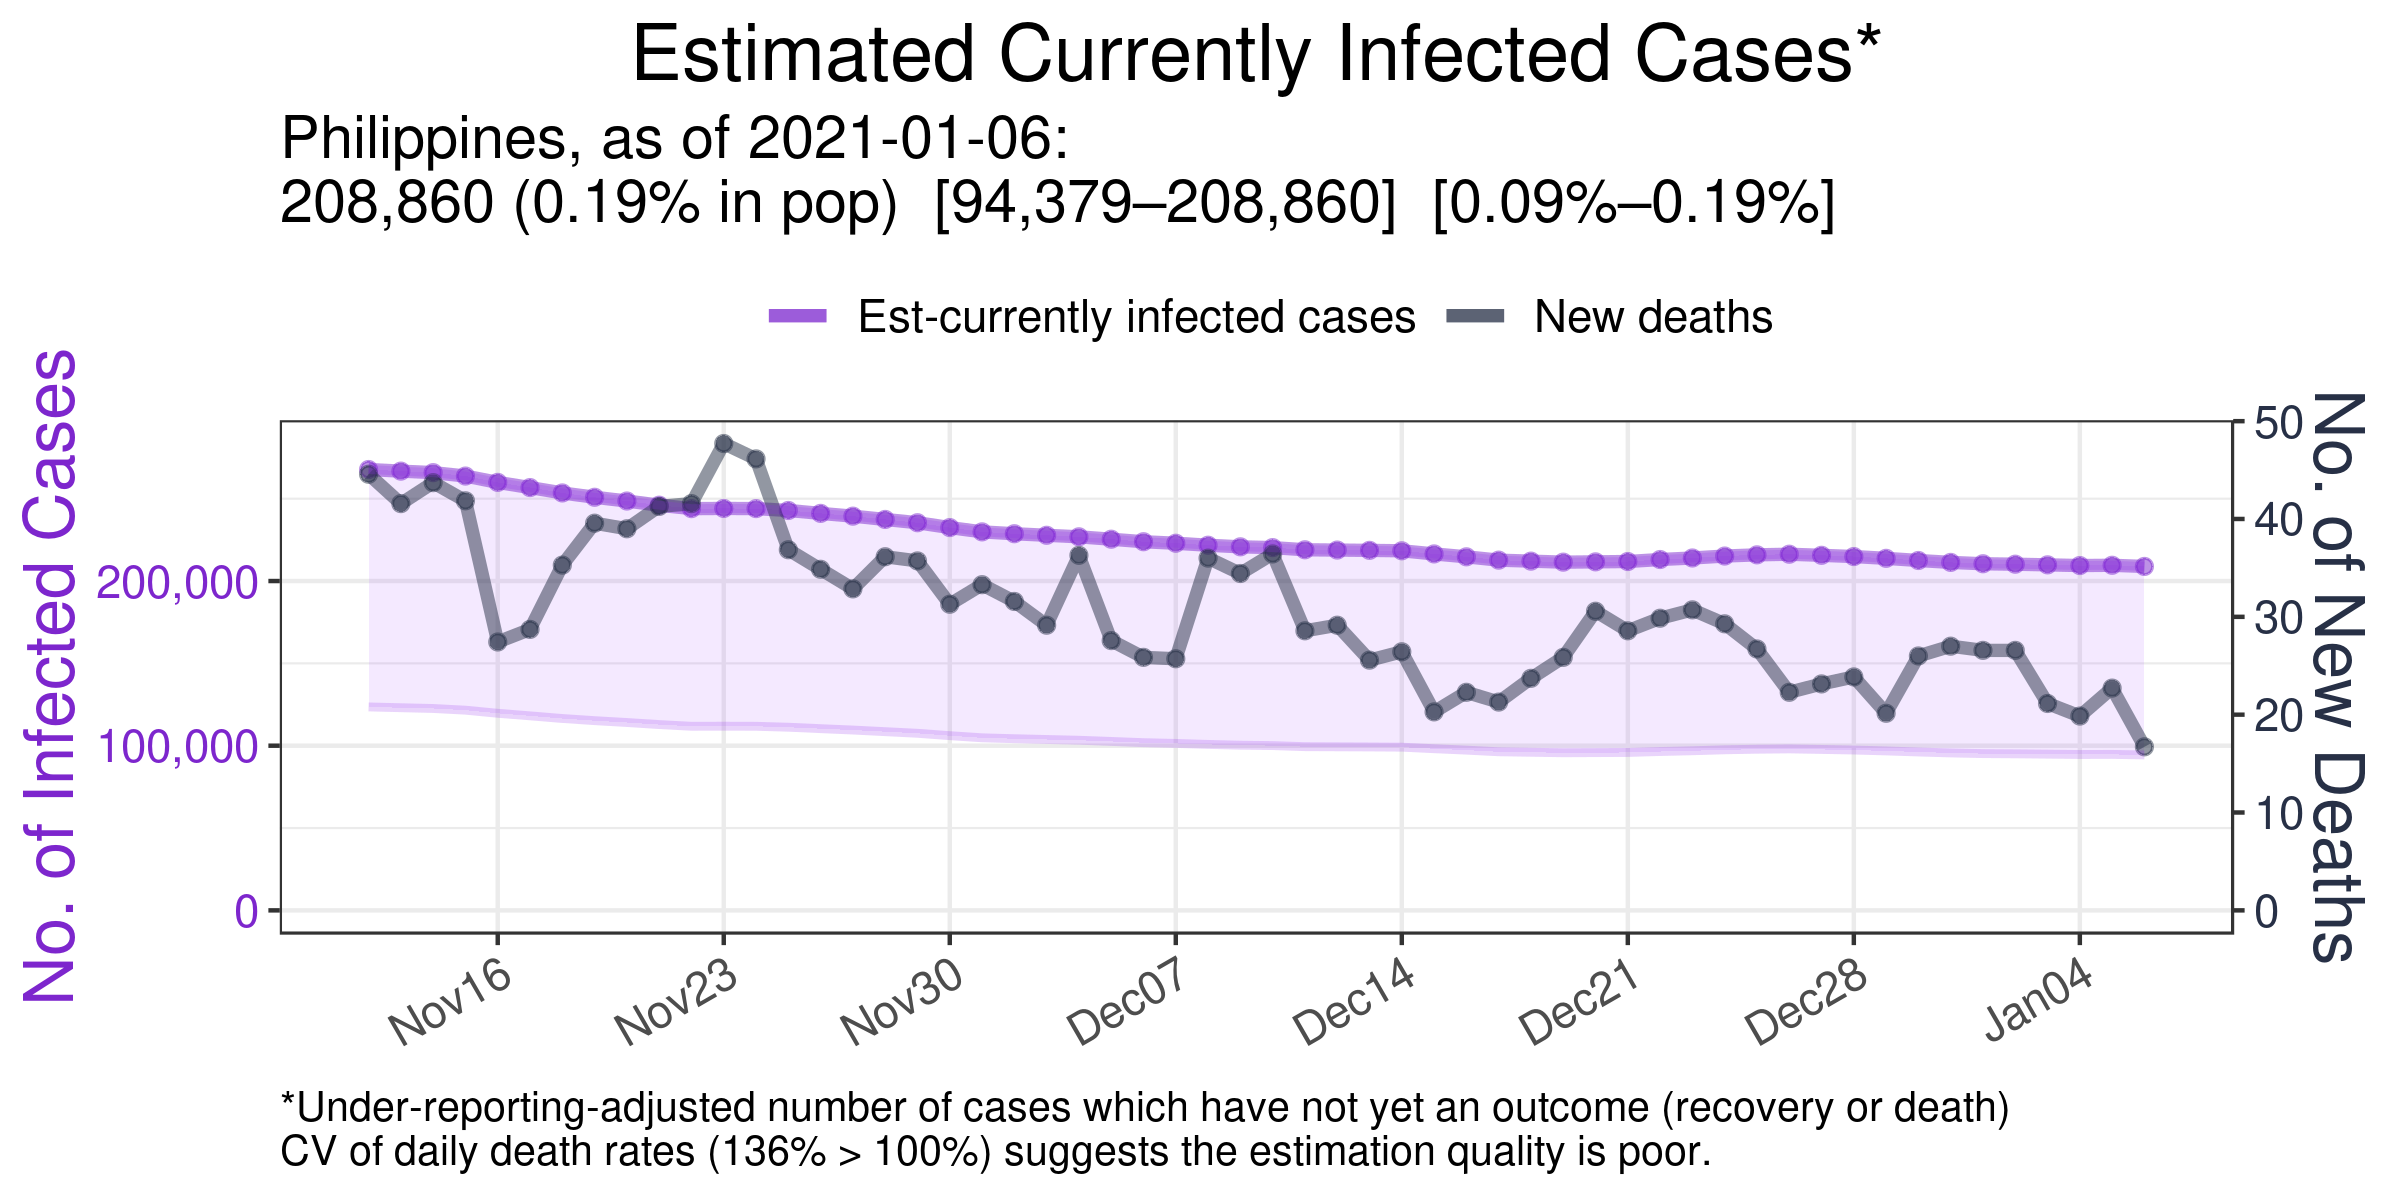 Estimated Currently Infected Cases*
Philippines, as of 2021-01-06:
208,860 (0.19% in pop) [94,379–208,860] [0.09%–0.19%]
Est-currently infected cases New deaths
No. of Infected Cases
200,000
100,000
0
50
40
30
20
10
0
No. of New Deaths
Nov16 Nov23 Nov30 Dec07 Dec14 Dec21 Dec28 Jan04
*Under-reporting-adjusted number of cases which have not yet an outcome (recovery or death)
CV of daily death rates (136% > 100%) suggests the estimation quality is poor.